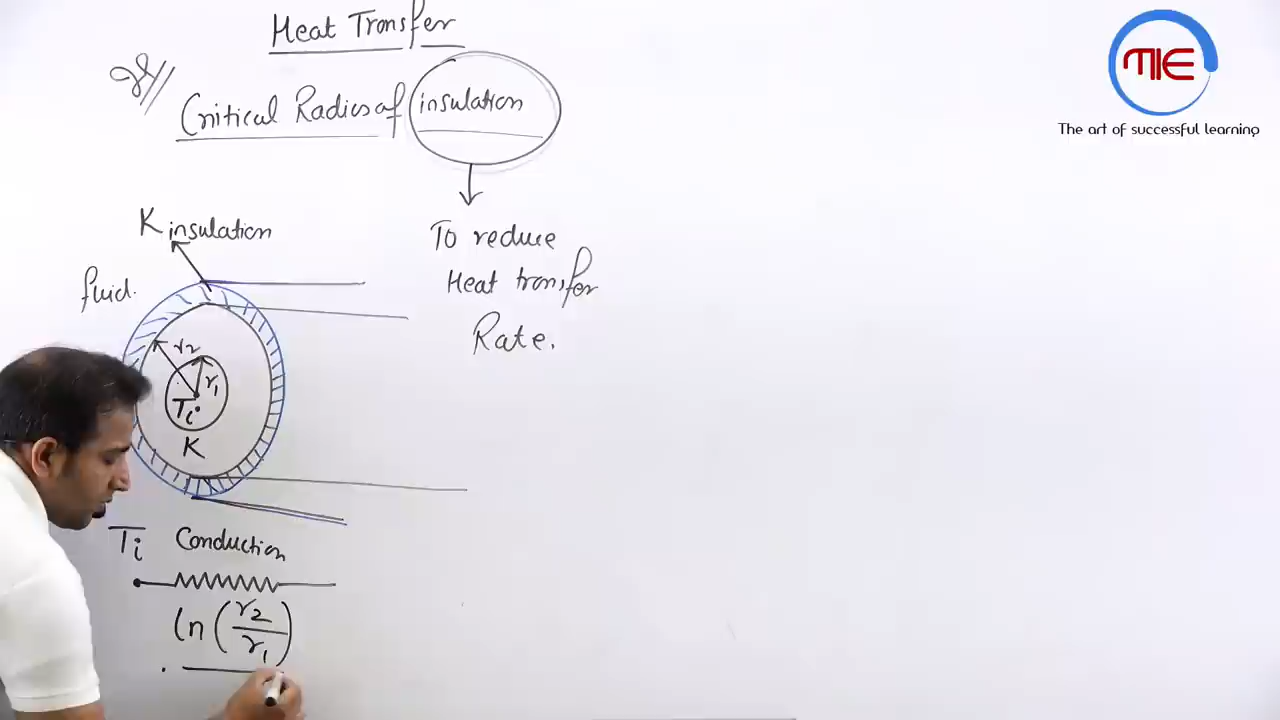 Heat Transfer
Critical Radius of insulation
To reduce
Heat transfer
Rate.
K insulation
fluid.
r2
r1
Ti
K
Ti Conduction
ln (r2/r1)
MIE
The art of successful learning